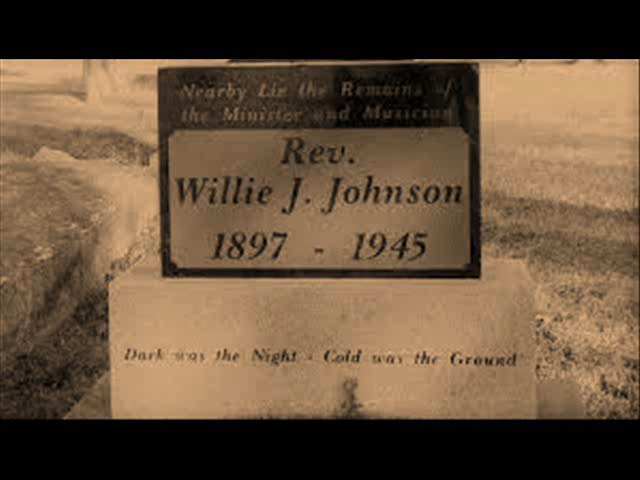 Nearby Lie the Remains of
the Minister and Musician
Rev.
Willie J. Johnson
1897 - 1945
Dark was the Night - Cold was the Ground